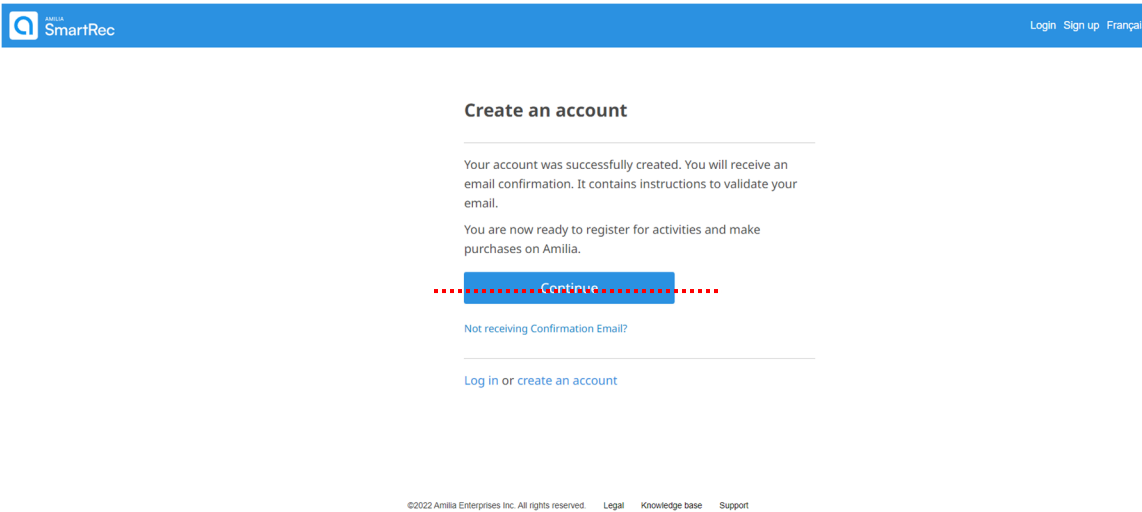 AMILIA
SmartRec
Login Sign up Françai
Create an account
Your account was successfully created. You will receive an
email confirmation. It contains instructions to validate your
email.
You are now ready to register for activities and make
purchases on Amilia.
Continue
Not receiving Confirmation Email?
Log in or create an account
©2022 Amilia Enterprises Inc. All rights reserved. Legal Knowledge base Support